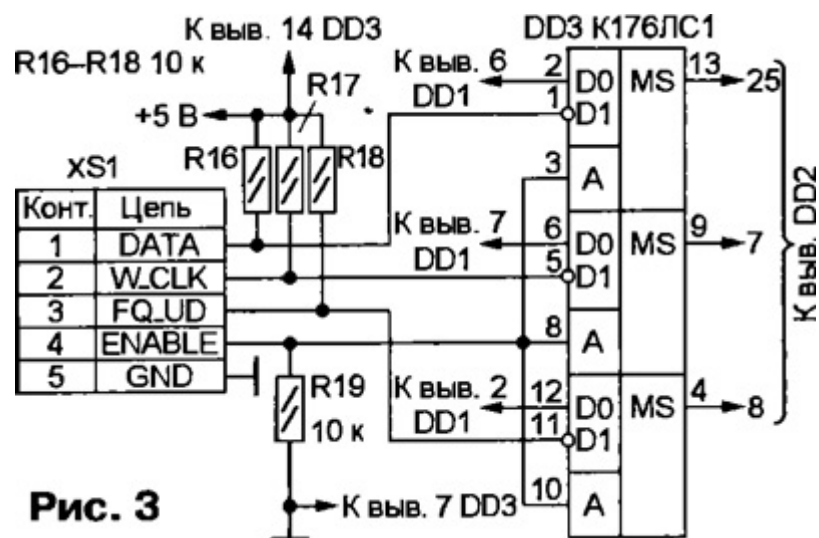 К выв. 14 DD3
DD3 К176ЛС1
R16–R18 10 к
R17
+5 В
R16
R18
XS1
Конт. Цепь
1 DATA
2 W_CLK
3 FQ_UD
4 ENABLE
5 GND
R19
10 к
К выв. 7 DD3
К выв. 6
DD1
2 D0 MS 13 25
1 D1
3 A
К выв. 7
DD1
6 D0 MS 9 7
5 D1
8 A
К выв. 2
DD1
12 D0 MS 4 8
11 D1
10 A
К выв. DD2
Рис. 3